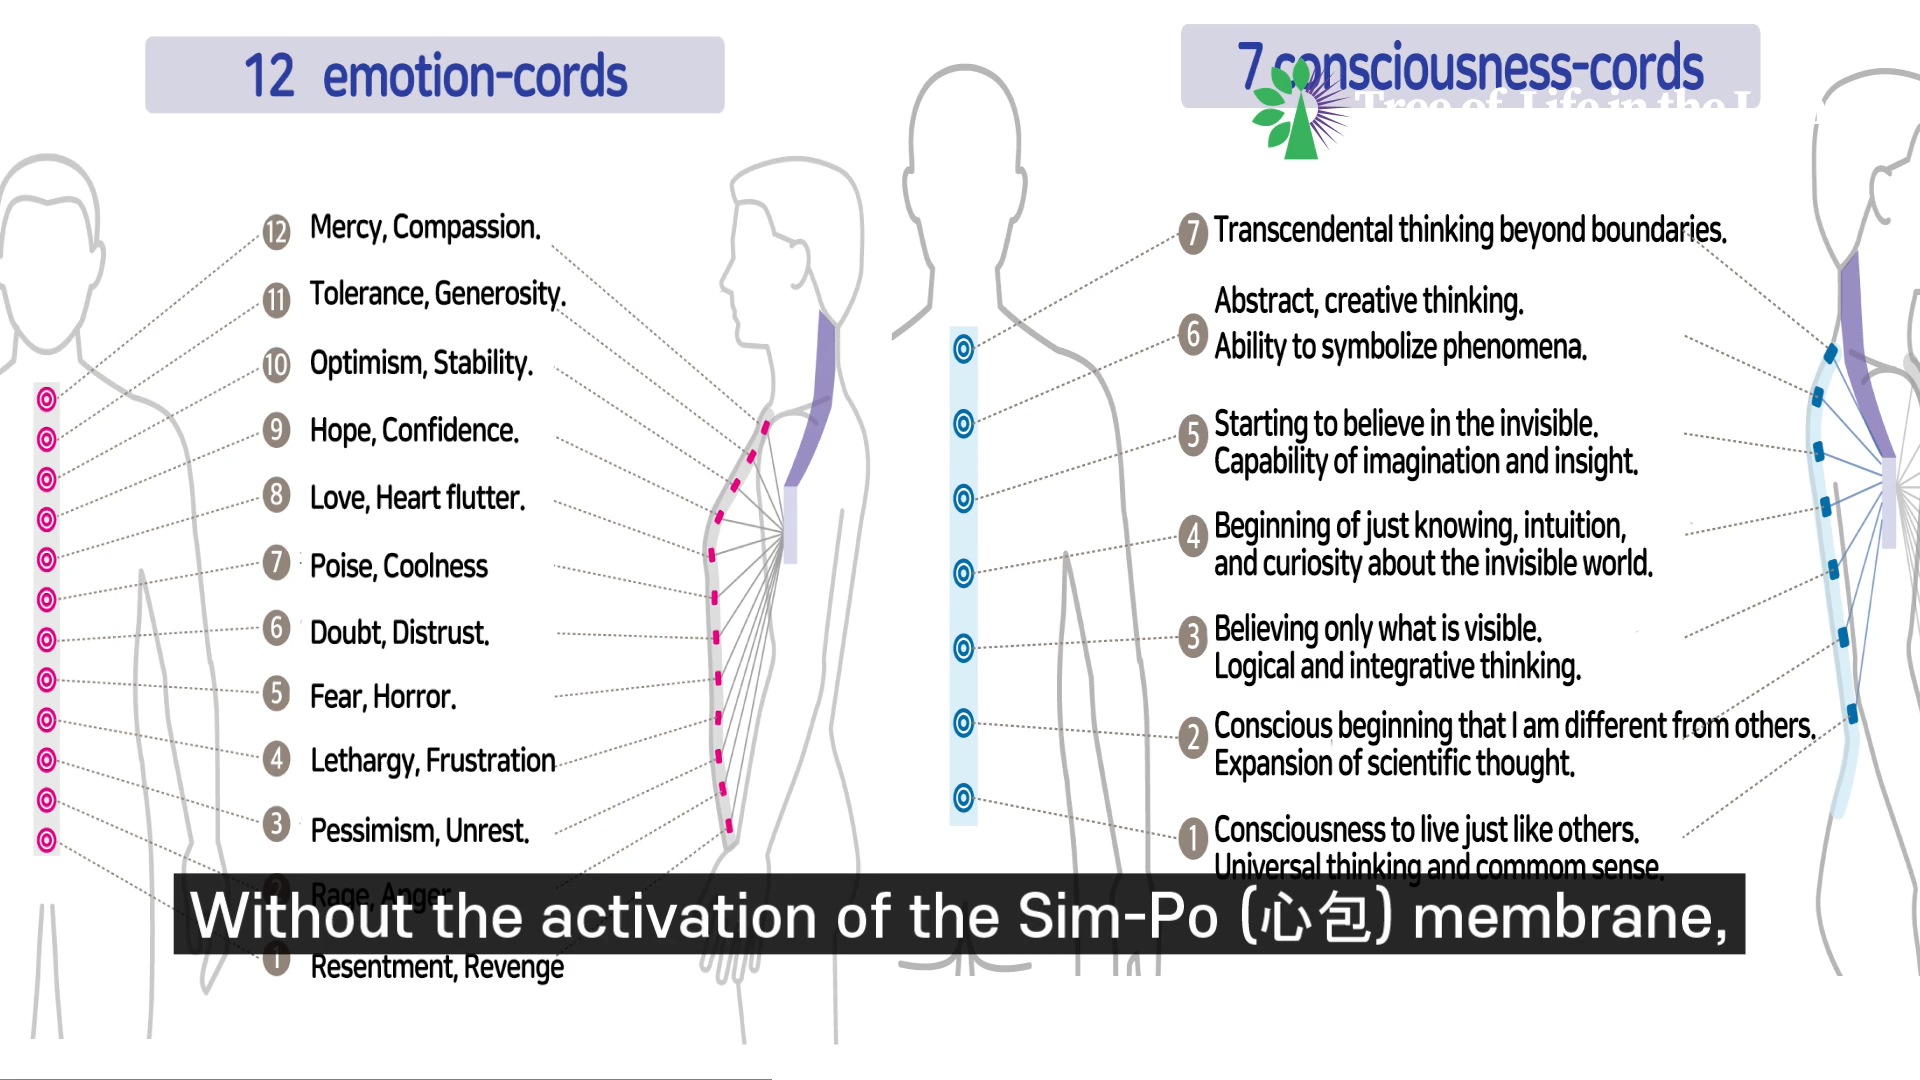 12 emotion-cords
12 Mercy, Compassion.
11 Tolerance, Generosity.
10 Optimism, Stability.
9 Hope, Confidence.
8 Love, Heart flutter.
7 Poise, Coolness
6 Doubt, Distrust.
5 Fear, Horror.
4 Lethargy, Frustration
3 Pessimism, Unrest.
2 Rage, Anger
1 Resentment, Revenge
7 consciousness-cords
Tree of Life in the
7 Transcendental thinking beyond boundaries.
6 Abstract, creative thinking.
Ability to symbolize phenomena.
5 Starting to believe in the invisible.
Capability of imagination and insight.
4 Beginning of just knowing, intuition,
and curiosity about the invisible world.
3 Believing only what is visible.
Logical and integrative thinking.
2 Conscious beginning that I am different from others.
Expansion of scientific thought.
1 Consciousness to live just like others.
Universal thinking and commom sense.
Without the activation of the Sim-Po (心包) membrane,